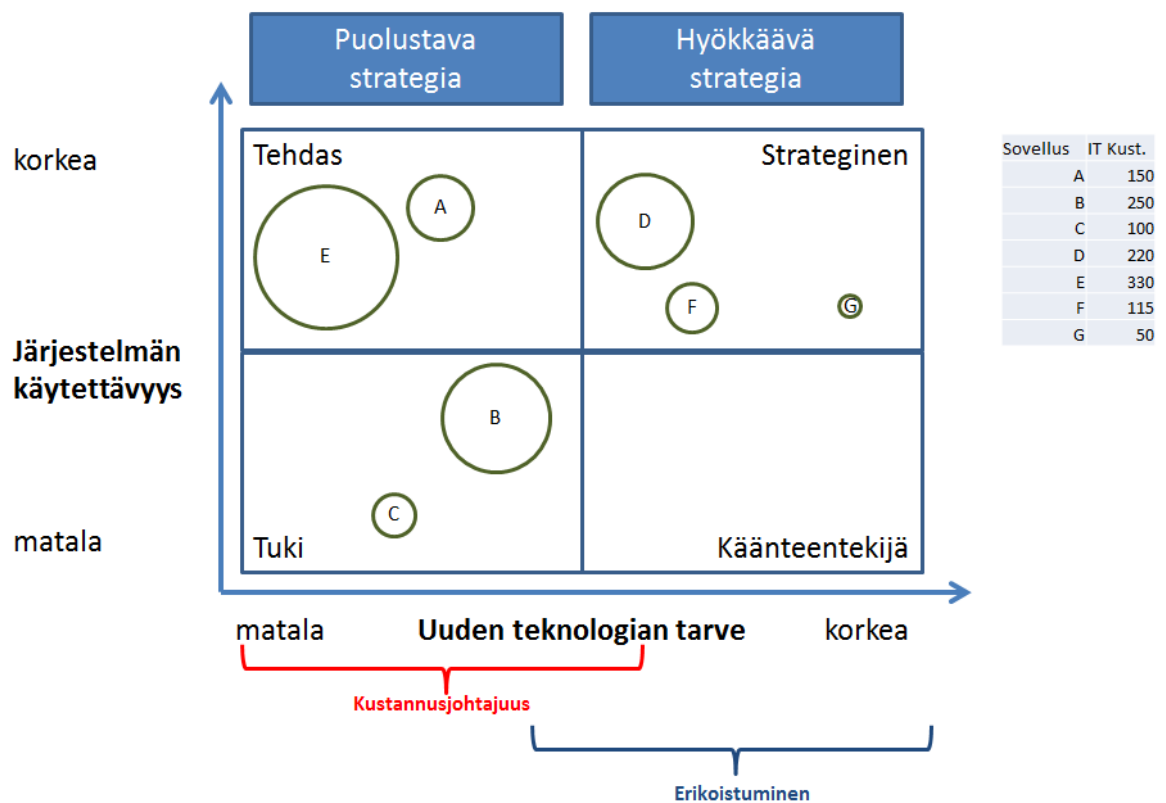 Puolustava
strategia
Hyökkäävä
strategia
korkea
Tehdas
Strateginen
A
E
D
F
G
Järjestelmän
käytettävyys
B
C
matala
Tuki
Käänteentekijä
matala
Uuden teknologian tarve
korkea
Kustannusjohtajuus
Erikoistuminen
Sovellus IT Kust.
A 150
B 250
C 100
D 220
E 330
F 115
G 50